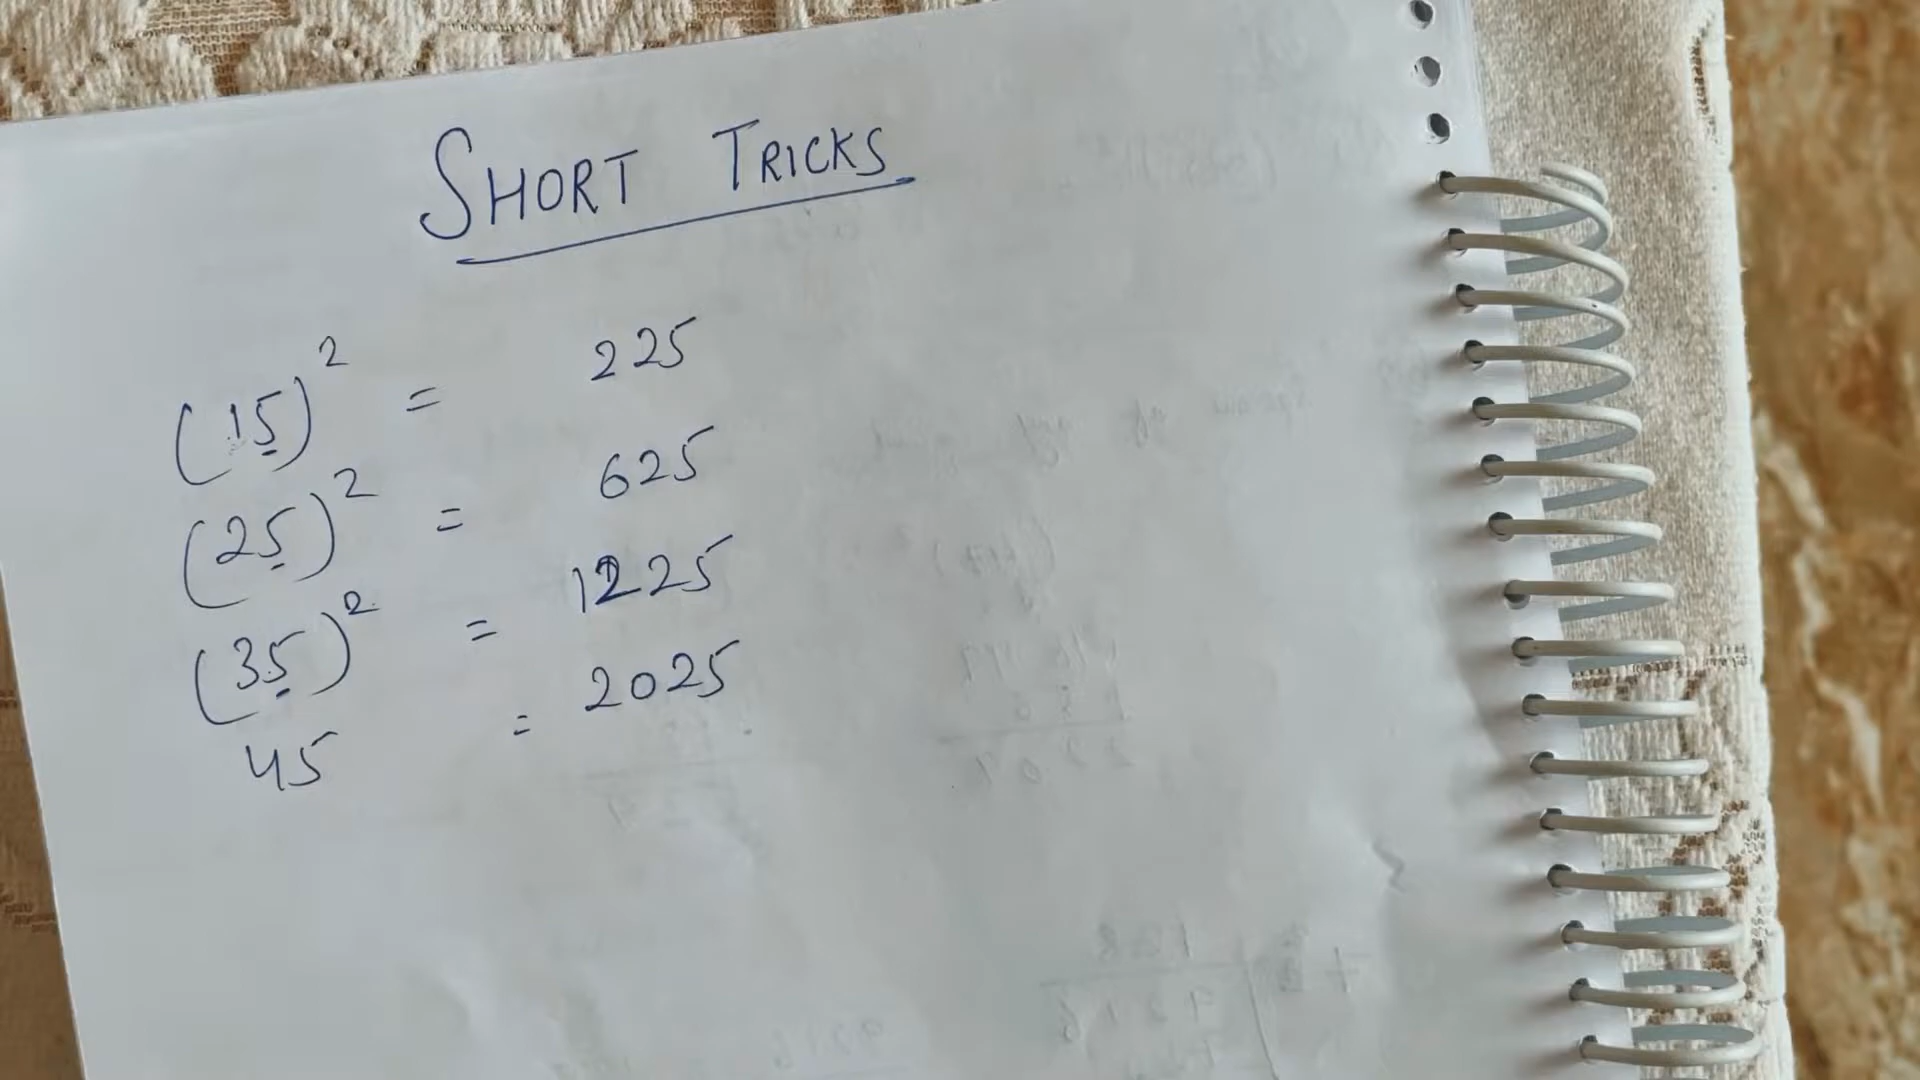 SHORT TRICKS
(15)² = 225
(25)² = 625
(35)² = 1225
45 = 2025